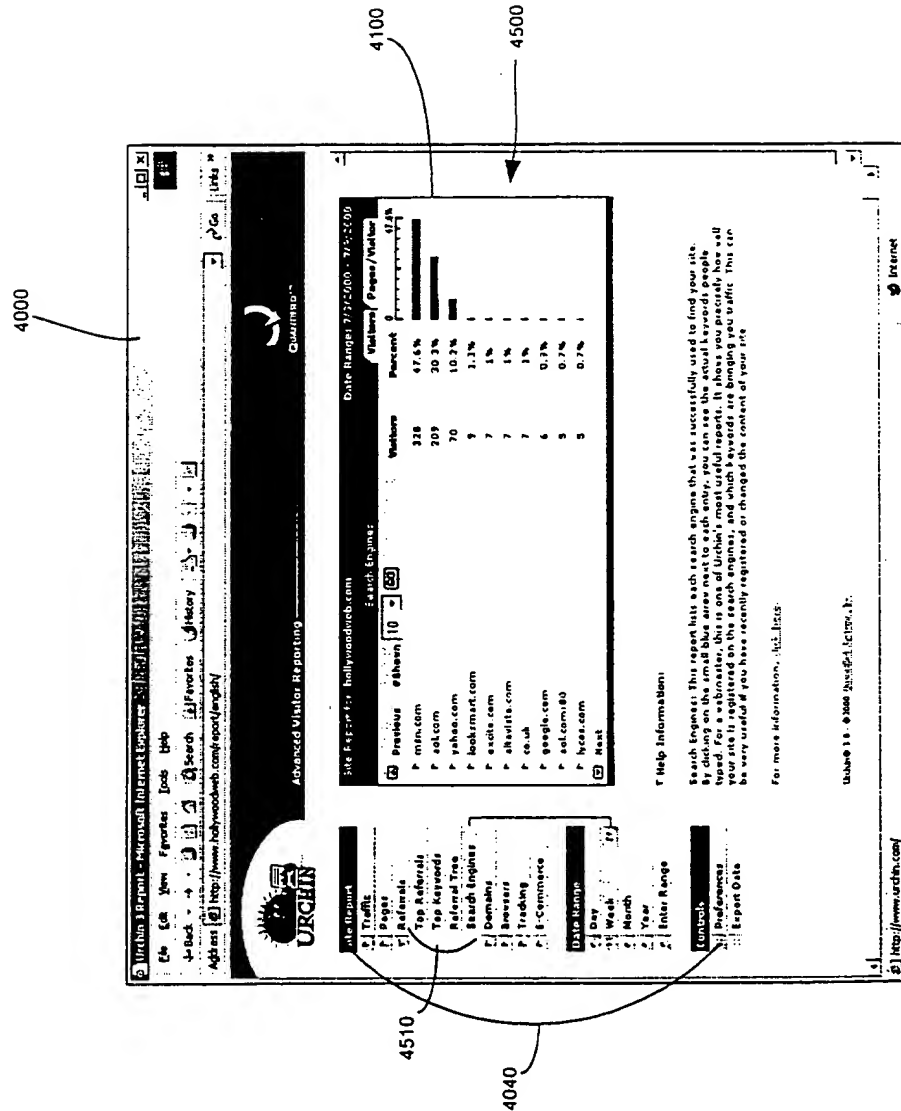 4000
Urchin 3 Report - Microsoft Internet Explorer
File Edit View Favorites Tools Help
Back Search Favorites History
Address http://www.hollywoodweb.com/report/english/ Go Links »
URCHIN
Advanced Visitor Reporting
Quantified™
Site Report
Traffic
Pages
Referrals
Top Referrals
Top Keywords
Referral Tree
Search Engines
Domains
Browsers
Tracking
E-Commerce
Date Range
Day
Week
Month
Year
Enter Range
Controls
Preferences
Export Data
4510
4040
Site Report for: hollywoodweb.com Date Range: 7/3/2000 -
Search Engines Visitors Pages/Visitor
Previous #Shown 10 GO Visitors Percent 0 47.6%
msn.com 328 47.6%
aol.com 209 30.3%
yahoo.com 70 10.2%
looksmart.com 9 1.3%
excite.com 7 1%
altavista.com 7 1%
co.uk 7 1%
google.com 6 0.9%
aol.com:80 5 0.7%
lycos.com 5 0.7%
Next
4100
4500
Help Information:
Search Engines: This report lists each search engine that was successfully used to find your site.
By clicking on the small blue arrow next to each entry, you can see the actual keywords people
typed. For a webmaster, this is one of Urchin's most useful reports. It shows you precisely how well
your site is registered on the search engines, and which keywords are bringing you traffic. This can
be very useful if you have recently registered or changed the content of your site
For more information, click here.
Urchin® 3.0 - ©2000
http://www.urchin.com/ Internet